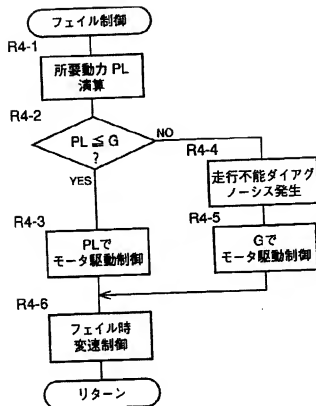 フェイル制御
R4-1
所要動力 PL
演算
R4-2
PL ≦ G
?
NO
YES
R4-4
走行不能ダイアグ
ノーシス発生
R4-3
PLで
モータ駆動制御
R4-5
Gで
モータ駆動制御
R4-6
フェイル時
変速制御
リターン